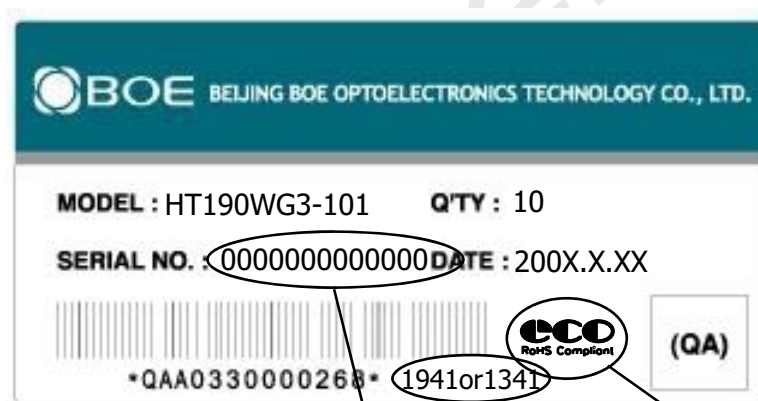 BOE BEIJING BOE OPTOELECTRONICS TECHNOLOGY CO., LTD.
MODEL : HT190WG3-101 Q'TY : 10
SERIAL NO. : 0000000000000 DATE : 200X.X.XX
eco
RoHS Compliant
(QA)
*QAA0330000268* 1941or1341